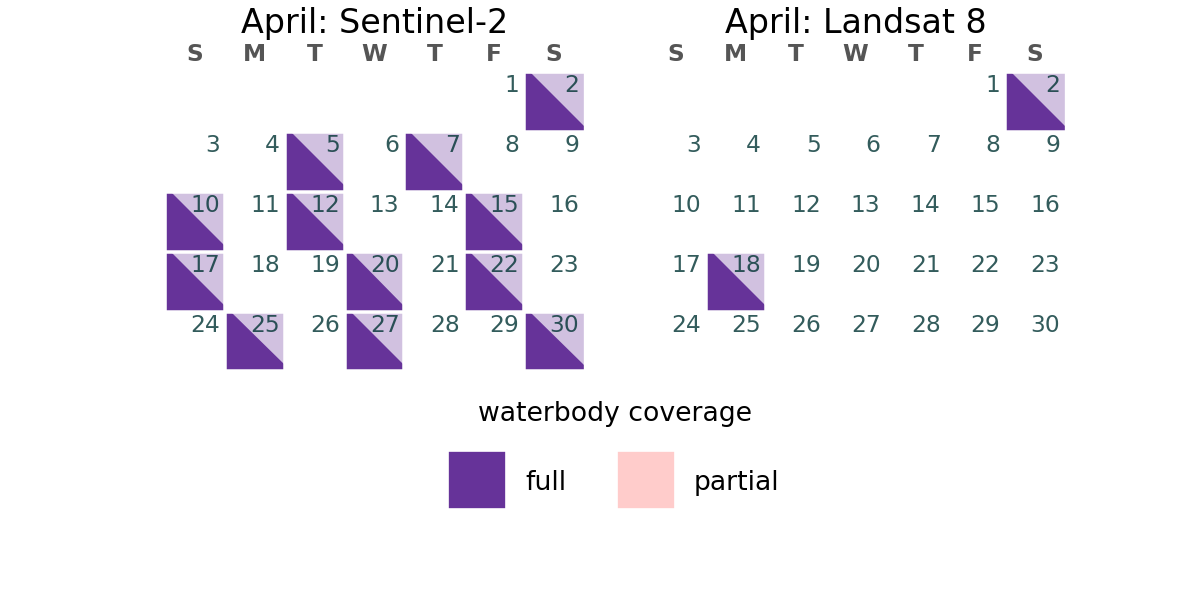 April: Sentinel-2
S M T W T F S
1 2
3 4 5 6 7 8 9
10 11 12 13 14 15 16
17 18 19 20 21 22 23
24 25 26 27 28 29 30
April: Landsat 8
S M T W T F S
1 2
3 4 5 6 7 8 9
10 11 12 13 14 15 16
17 18 19 20 21 22 23
24 25 26 27 28 29 30
waterbody coverage
full partial